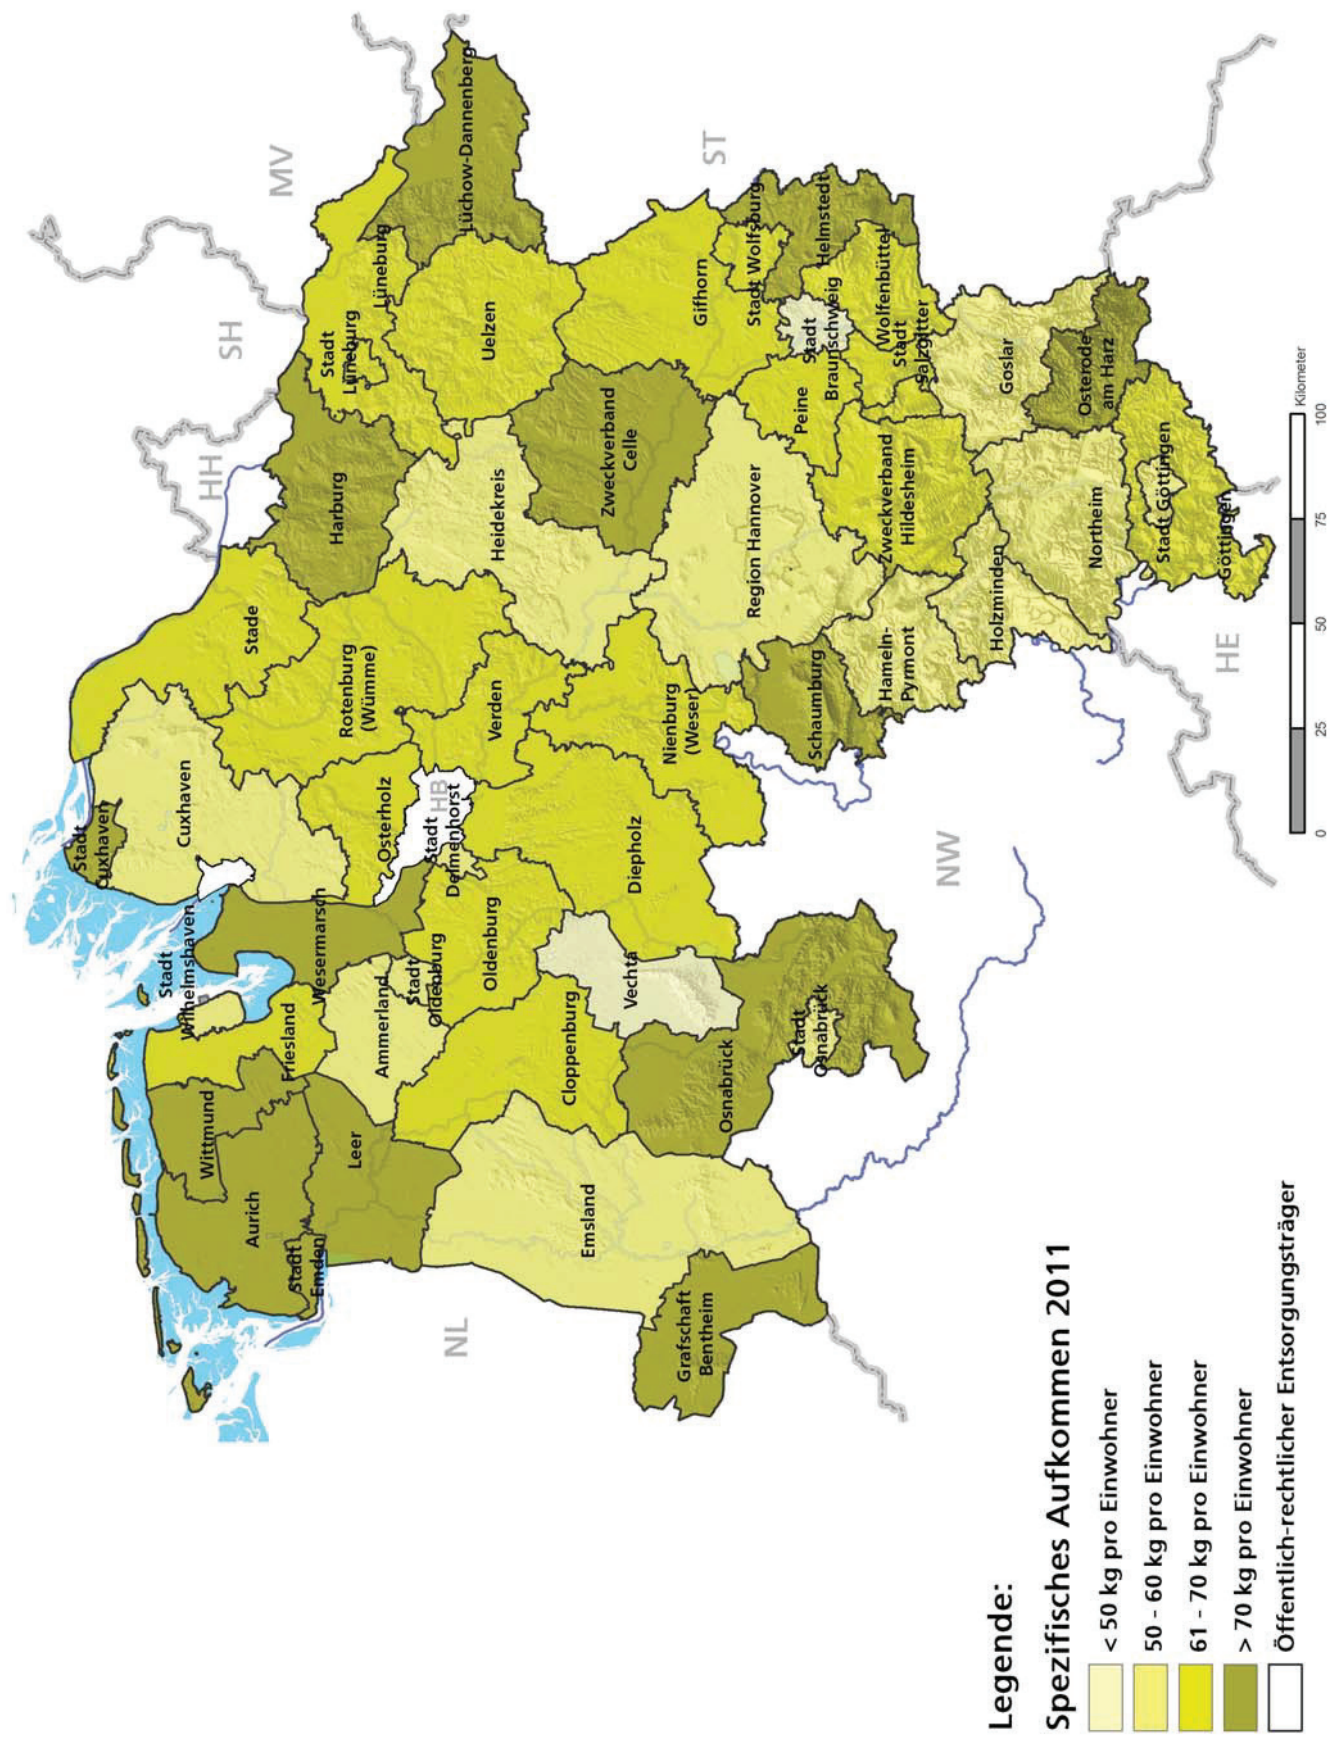 NL
NW
HE
HB
HH
SH
MV
ST
Stadt
Cuxhaven
Cuxhaven
Stade
Stadt
Wilhelmshaven
Wittmund
Aurich
Stadt
Emden
Friesland
Wesermarsch
Leer
Ammerland
Stadt
Oldenburg
Oldenburg
Osterholz
Stadt
Delmenhorst
Rotenburg
(Wümme)
Verden
Harburg
Stadt
Lüneburg
Lüneburg
Lüchow-Dannenberg
Uelzen
Heidekreis
Zweckverband
Celle
Cloppenburg
Vechta
Diepholz
Nienburg
(Weser)
Emsland
Grafschaft
Bentheim
Osnabrück
Stadt
Osnabrück
Region Hannover
Schaumburg
Hameln-
Pyrmont
Holzminden
Zweckverband
Hildesheim
Peine
Gifhorn
Stadt Wolfsburg
Helmstedt
Stadt
Braunschweig
Wolfenbüttel
Stadt
Salzgitter
Goslar
Osterode
am Harz
Northeim
Stadt Göttingen
Göttingen
Legende:
Spezifisches Aufkommen 2011
< 50 kg pro Einwohner
50 – 60 kg pro Einwohner
61 – 70 kg pro Einwohner
> 70 kg pro Einwohner
Öffentlich-rechtlicher Entsorgungsträger
0 25 50 75 100
Kilometer